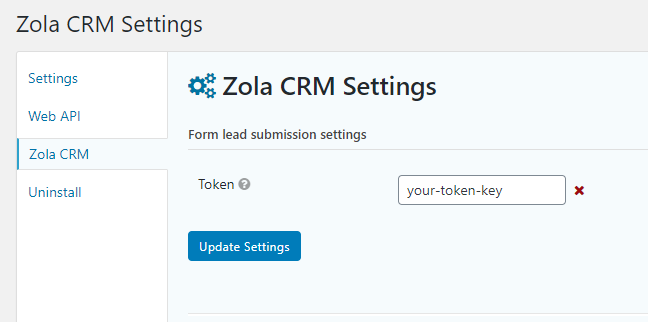 Zola CRM Settings
Settings
Web API
Zola CRM
Uninstall
Zola CRM Settings
Form lead submission settings
Token ?
your-token-key
Update Settings